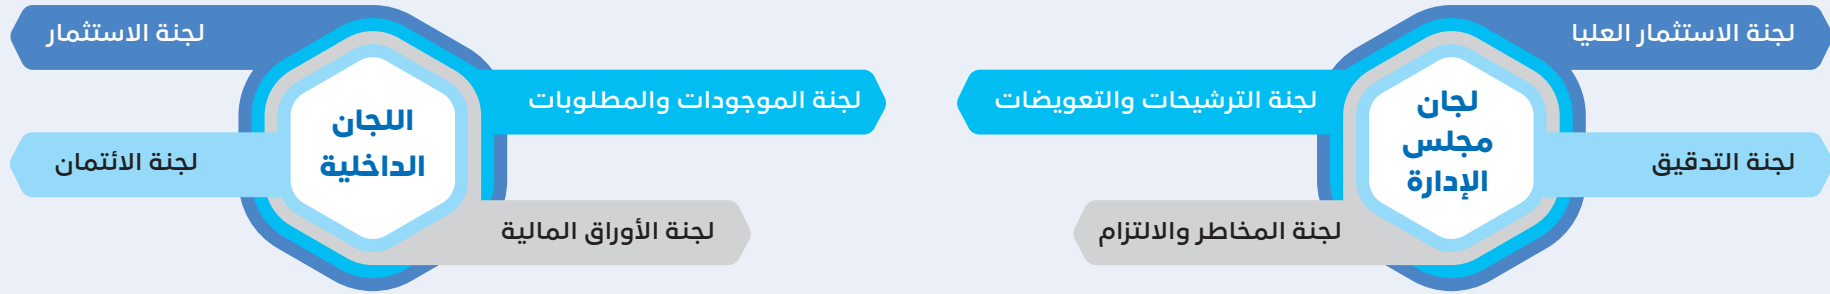 لجان
مجلس
الإدارة
لجنة الاستثمار العليا
لجنة الترشيحات والتعويضات
لجنة التدقيق
لجنة المخاطر والالتزام
اللجان
الداخلية
لجنة الاستثمار
لجنة الموجودات والمطلوبات
لجنة الائتمان
لجنة الأوراق المالية